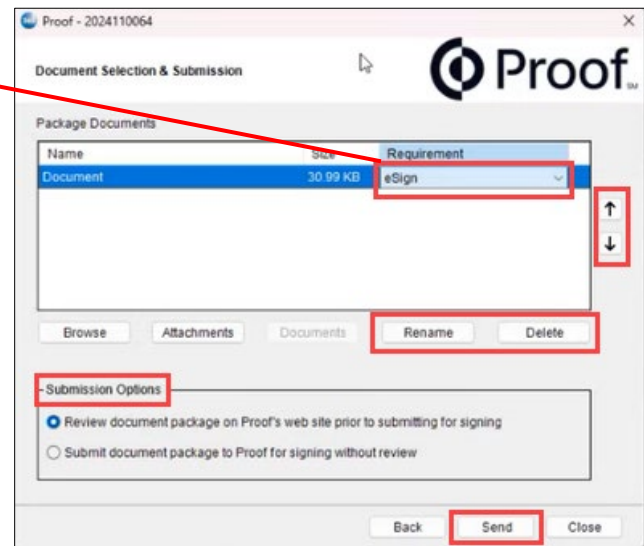 Proof - 2024110064
Document Selection & Submission
Proof
SM
Package Documents
Name Size Requirement
Document 30.99 KB eSign
Browse Attachments Documents Rename Delete
Submission Options
Review document package on Proof's web site prior to submitting for signing
Submit document package to Proof for signing without review
Back Send Close